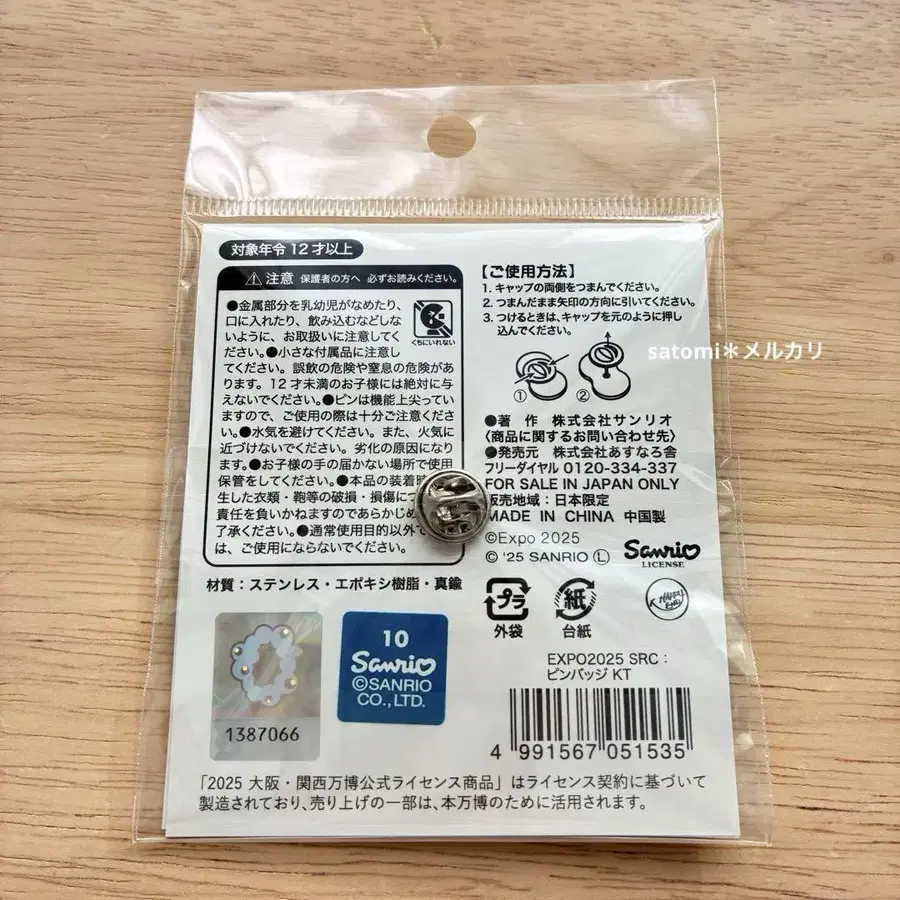 対象年令 12才以上
注意 保護者の方へ 必ずお読みください。
●金属部分を乳幼児がなめたり、
口に入れたり、飲み込むなどしな
いように、お取扱いに注意してく
ださい。●小さな付属品に注意し
てください。誤飲の危険や窒息の危険があ
ります。12才未満のお子様には絶対に与
えないでください。●ピンは機能上尖ってい
ますので、ご使用の際は十分ご注意くださ
い。●水気を避けてください。また、火気に
近づけないでください。劣化の原因になりま
す。●お子様の手の届かない場所で使用
保管をしてください。●本品の装着時
生した衣類・鞄等の破損・損傷に
責任を負いかねますのであらかじめ
了承ください。●通常使用目的以外で
は、ご使用にならないでください。
くちにいれない
材質：ステンレス・エポキシ樹脂・真鍮
【ご使用方法】
1. キャップの両側をつまんでください。
2. つまんだまま矢印の方向に引いてください。
3. つけるときは、キャップを元のように押し
込んでください。
① ②
satomi＊メルカリ
●著 作 株式会社サンリオ
〈商品に関するお問い合わせ先〉
●発売元 株式会社あすなろ舎
フリーダイヤル 0120-334-337
FOR SALE IN JAPAN ONLY
販売地域：日本限定
MADE IN CHINA 中国製
©Expo 2025
© '25 SANRIO Ⓛ
Sanrio
LICENSE
プラ
外袋
紙
台紙
HAPPY
END
10
Sanrio
©SANRIO
CO.,LTD.
1387066
EXPO2025 SRC：
ピンバッジ KT
4 991567 051535
「2025 大阪・関西万博公式ライセンス商品」はライセンス契約に基づいて
製造されており、売り上げの一部は、本万博のために活用されます。